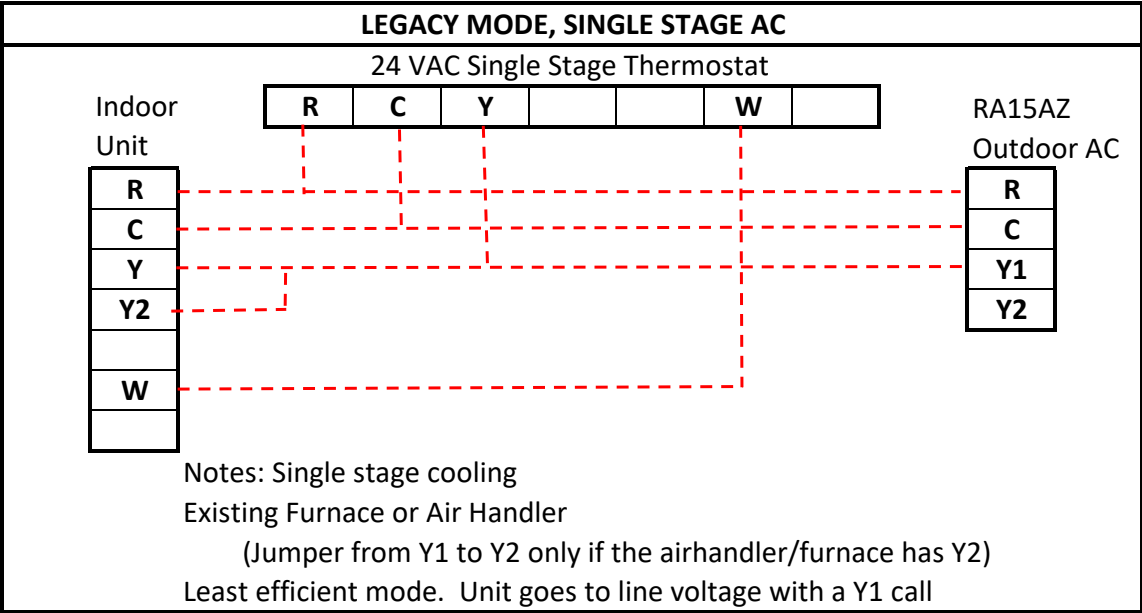 LEGACY MODE, SINGLE STAGE AC
24 VAC Single Stage Thermostat
R C Y W
Indoor
Unit
R
C
Y
Y2
W
RA15AZ
Outdoor AC
R
C
Y1
Y2
Notes: Single stage cooling
Existing Furnace or Air Handler
(Jumper from Y1 to Y2 only if the airhandler/furnace has Y2)
Least efficient mode.  Unit goes to line voltage with a Y1 call